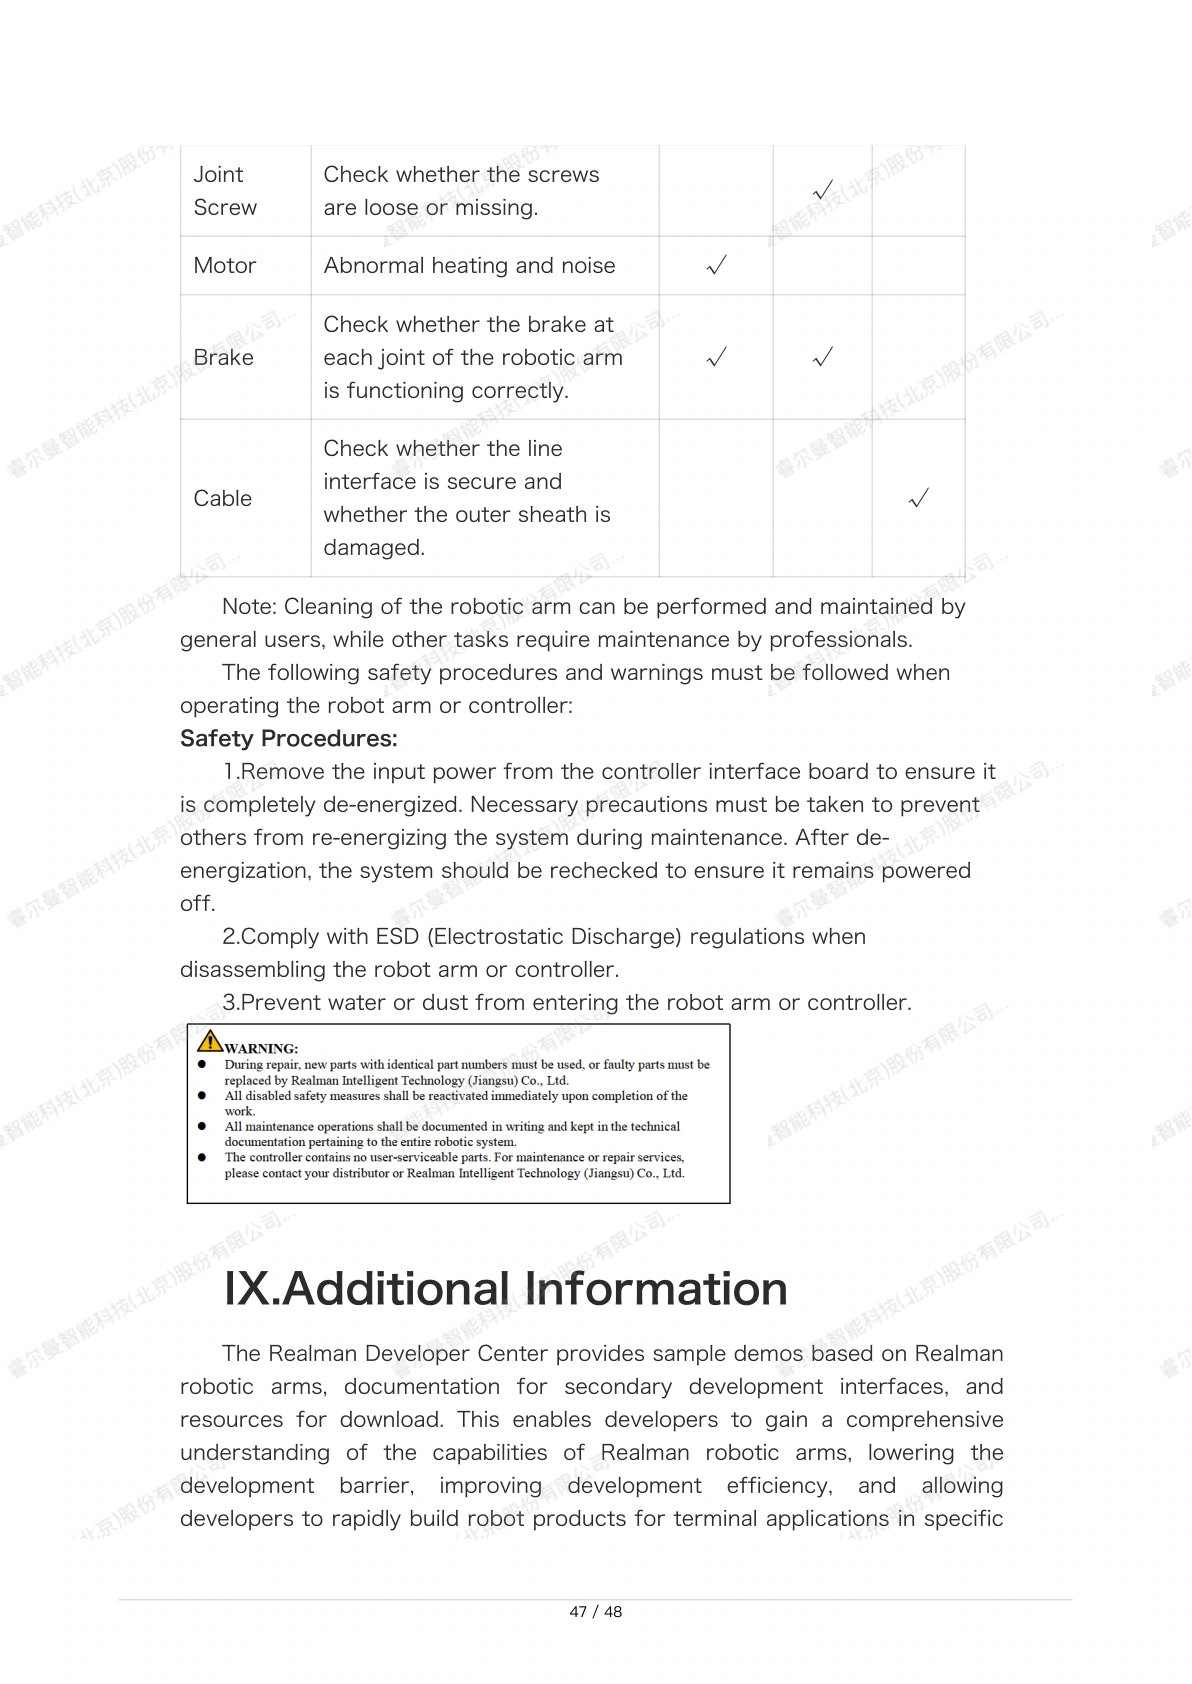 Joint
Screw
Check whether the screws
are loose or missing.
√
Motor
Abnormal heating and noise
√
Brake
Check whether the brake at
each joint of the robotic arm
is functioning correctly.
√
√
Cable
Check whether the line
interface is secure and
whether the outer sheath is
damaged.
√
Note: Cleaning of the robotic arm can be performed and maintained by
general users, while other tasks require maintenance by professionals.
The following safety procedures and warnings must be followed when
operating the robot arm or controller:
Safety Procedures:
1.Remove the input power from the controller interface board to ensure it
is completely de-energized. Necessary precautions must be taken to prevent
others from re-energizing the system during maintenance. After de-
energization, the system should be rechecked to ensure it remains powered
off.
2.Comply with ESD (Electrostatic Discharge) regulations when
disassembling the robot arm or controller.
3.Prevent water or dust from entering the robot arm or controller.
WARNING:
● During repair, new parts with identical part numbers must be used, or faulty parts must be
replaced by Realman Intelligent Technology (Jiangsu) Co., Ltd.
● All disabled safety measures shall be reactivated immediately upon completion of the
work.
● All maintenance operations shall be documented in writing and kept in the technical
documentation pertaining to the entire robotic system.
● The controller contains no user-serviceable parts. For maintenance or repair services,
please contact your distributor or Realman Intelligent Technology (Jiangsu) Co., Ltd.
IX.Additional Information
The Realman Developer Center provides sample demos based on Realman
robotic arms, documentation for secondary development interfaces, and
resources for download. This enables developers to gain a comprehensive
understanding of the capabilities of Realman robotic arms, lowering the
development barrier, improving development efficiency, and allowing
developers to rapidly build robot products for terminal applications in specific
47 / 48
睿尔曼智能科技(北京)股份有限公司...